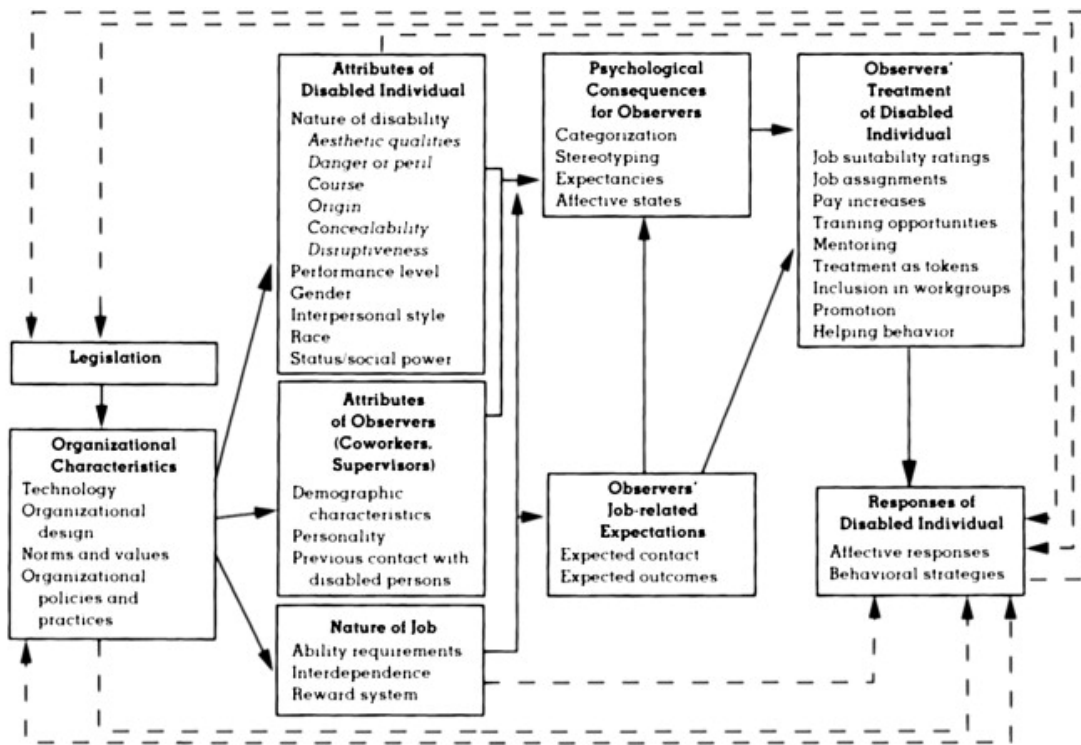 Attributes of
Disabled Individual
Nature of disability
Aesthetic qualities
Danger or peril
Course
Origin
Concealability
Disruptiveness
Performance level
Gender
Interpersonal style
Race
Status/social power
Psychological
Consequences
for Observers
Categorization
Stereotyping
Expectancies
Affective states
Observers'
Treatment
of Disabled
Individual
Job suitability ratings
Job assignments
Pay increases
Training opportunities
Mentoring
Treatment as tokens
Inclusion in workgroups
Promotion
Helping behavior
Legislation
Organizational
Characteristics
Technology
Organizational
design
Norms and values
Organizational
policies and
practices
Attributes
of Observers
(Coworkers,
Supervisors)
Demographic
characteristics
Personality
Previous contact with
disabled persons
Observers'
Job-related
Expectations
Expected contact
Expected outcomes
Responses of
Disabled Individual
Affective responses
Behavioral strategies
Nature of Job
Ability requirements
Interdependence
Reward system